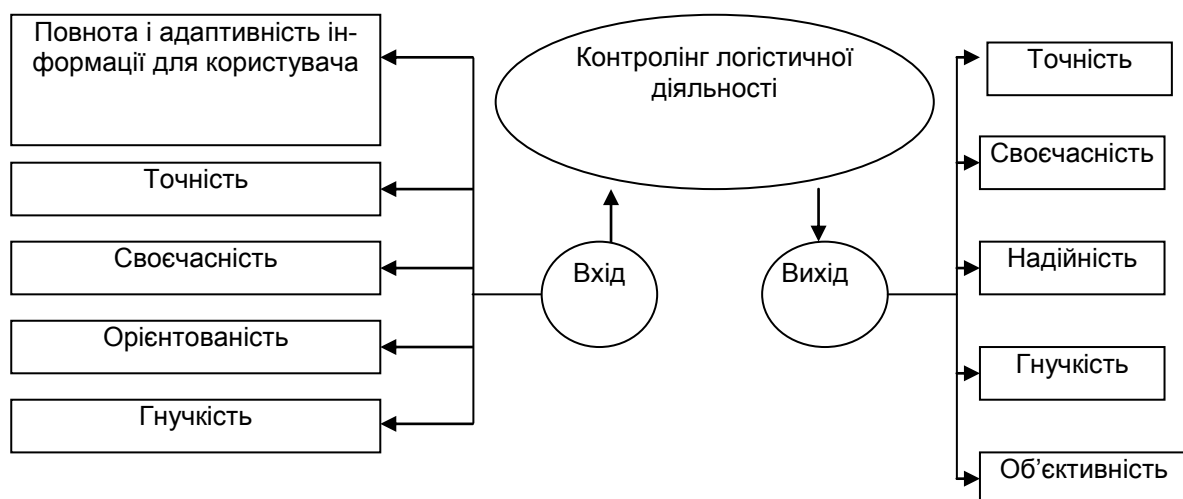 Повнота і адаптивність ін-
формації для користувача
Точність
Своєчасність
Орієнтованість
Гнучкість
Контролінг логістичної
діяльності
Вхід
Вихід
Точність
Своєчасність
Надійність
Гнучкість
Об’єктивність